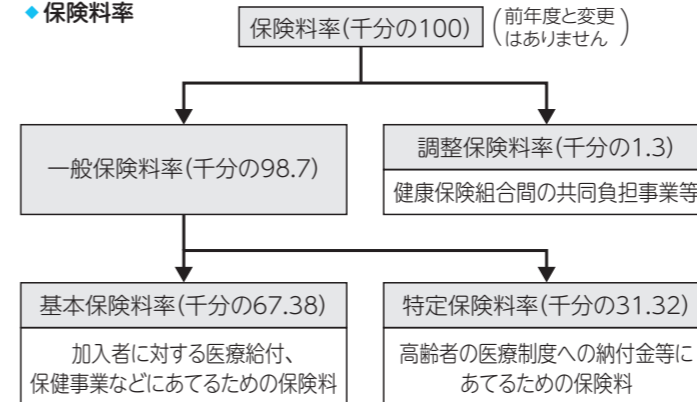 ◆保険料率
保険料率(千分の100)
(前年度と変更
はありません)
一般保険料率(千分の98.7)
調整保険料率(千分の1.3)
健康保険組合間の共同負担事業等
基本保険料率(千分の67.38)
加入者に対する医療給付、
保健事業などにあてるための保険料
特定保険料率(千分の31.32)
高齢者の医療制度への納付金等に
あてるための保険料